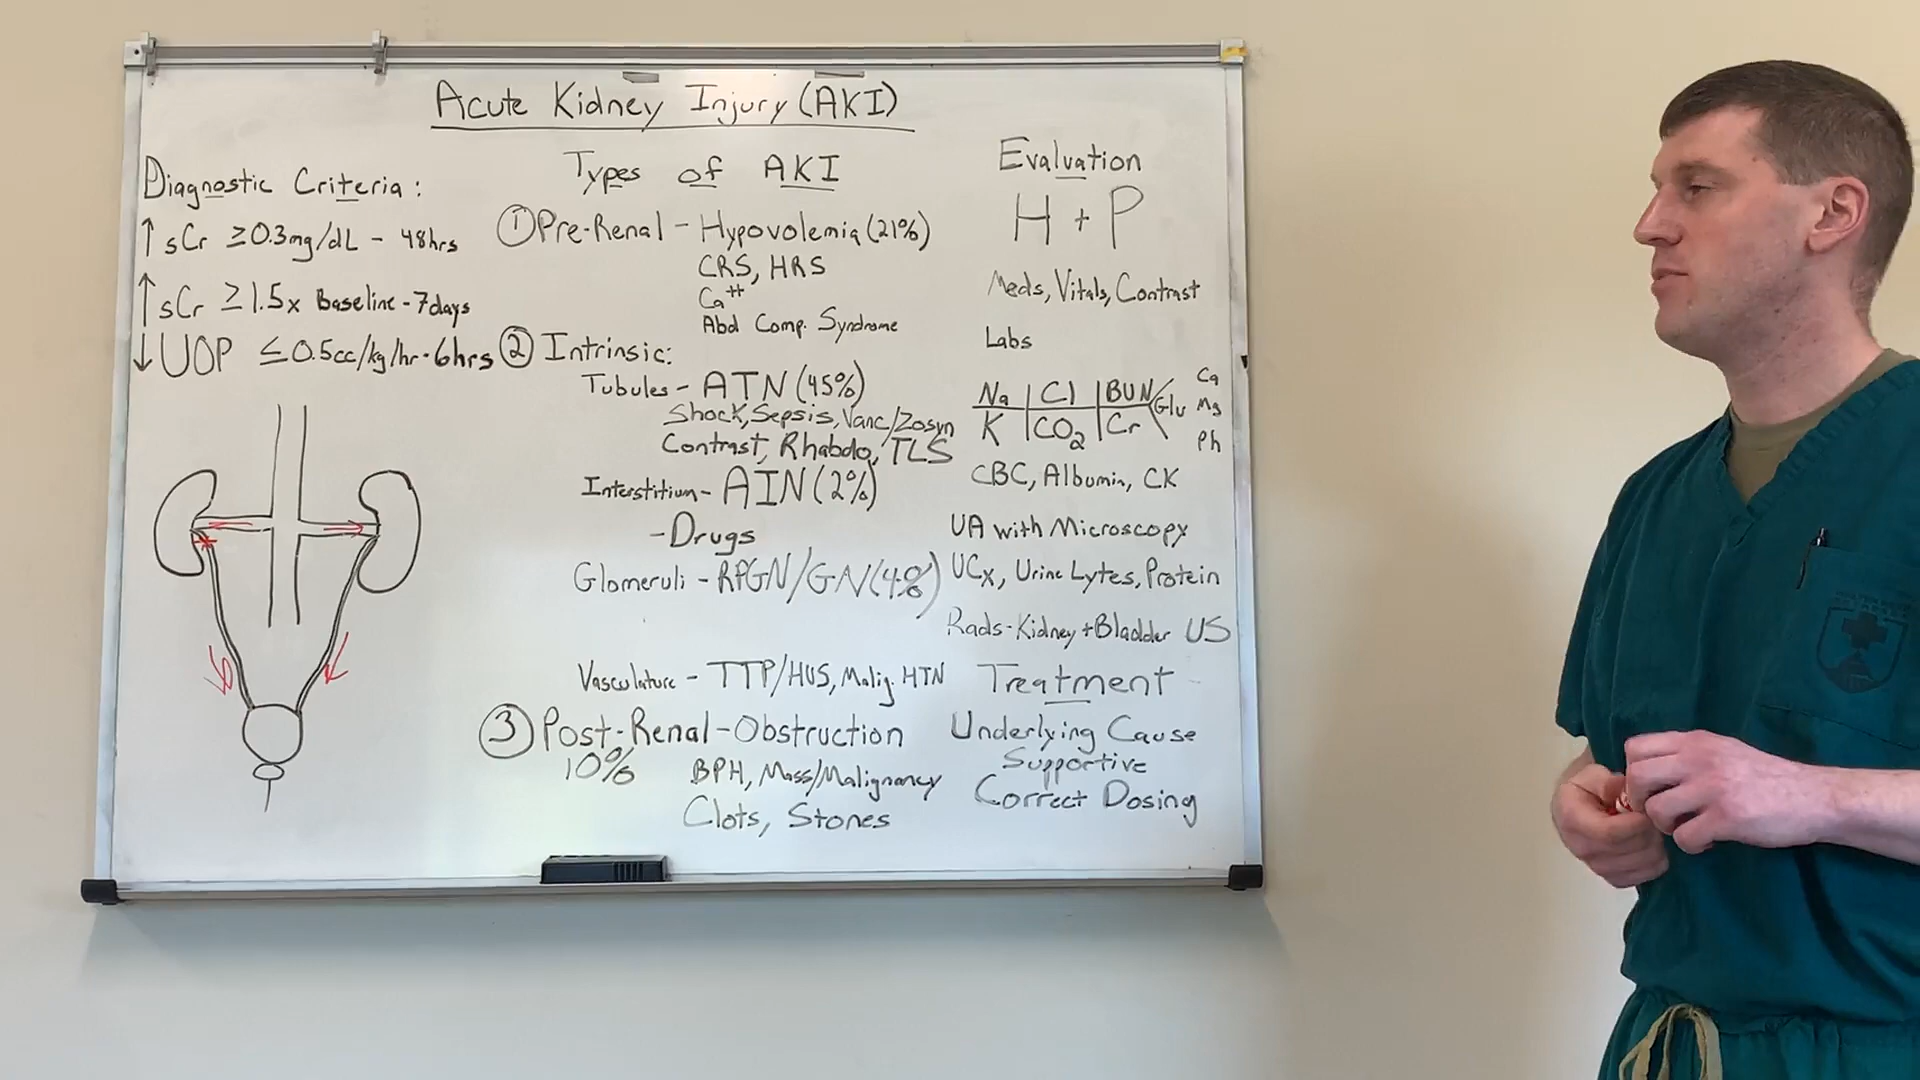 Acute Kidney Injury (AKI)
Diagnostic Criteria:
↑ sCr ≥0.3mg/dL - 48hrs
↑ sCr ≥1.5x Baseline - 7days
↓ UOP ≤0.5cc/kg/hr - 6hrs
Types of AKI
① Pre-Renal - Hypovolemia (21%)
CRS, HRS
Ca++
Abd Comp. Syndrome
② Intrinsic:
Tubules - ATN (45%)
Shock, Sepsis, Vanc/Zosyn
Contrast, Rhabdo, TLS
Interstitium - AIN (2%)
- Drugs
Glomeruli - RPGN/GN (4%)
Vasculature - TTP/HUS, Malig. HTN
③ Post-Renal - Obstruction
10% BPH, Mass/Malignancy
Clots, Stones
Evaluation
H + P
Meds, Vitals, Contrast
Labs
Na Cl BUN Glu Ca
K CO2 Cr Mg
Ph
CBC, Albumin, CK
UA with Microscopy
UCx, Urine Lytes, Protein
Rads - Kidney + Bladder US
Treatment
Underlying Cause
Supportive
Correct Dosing